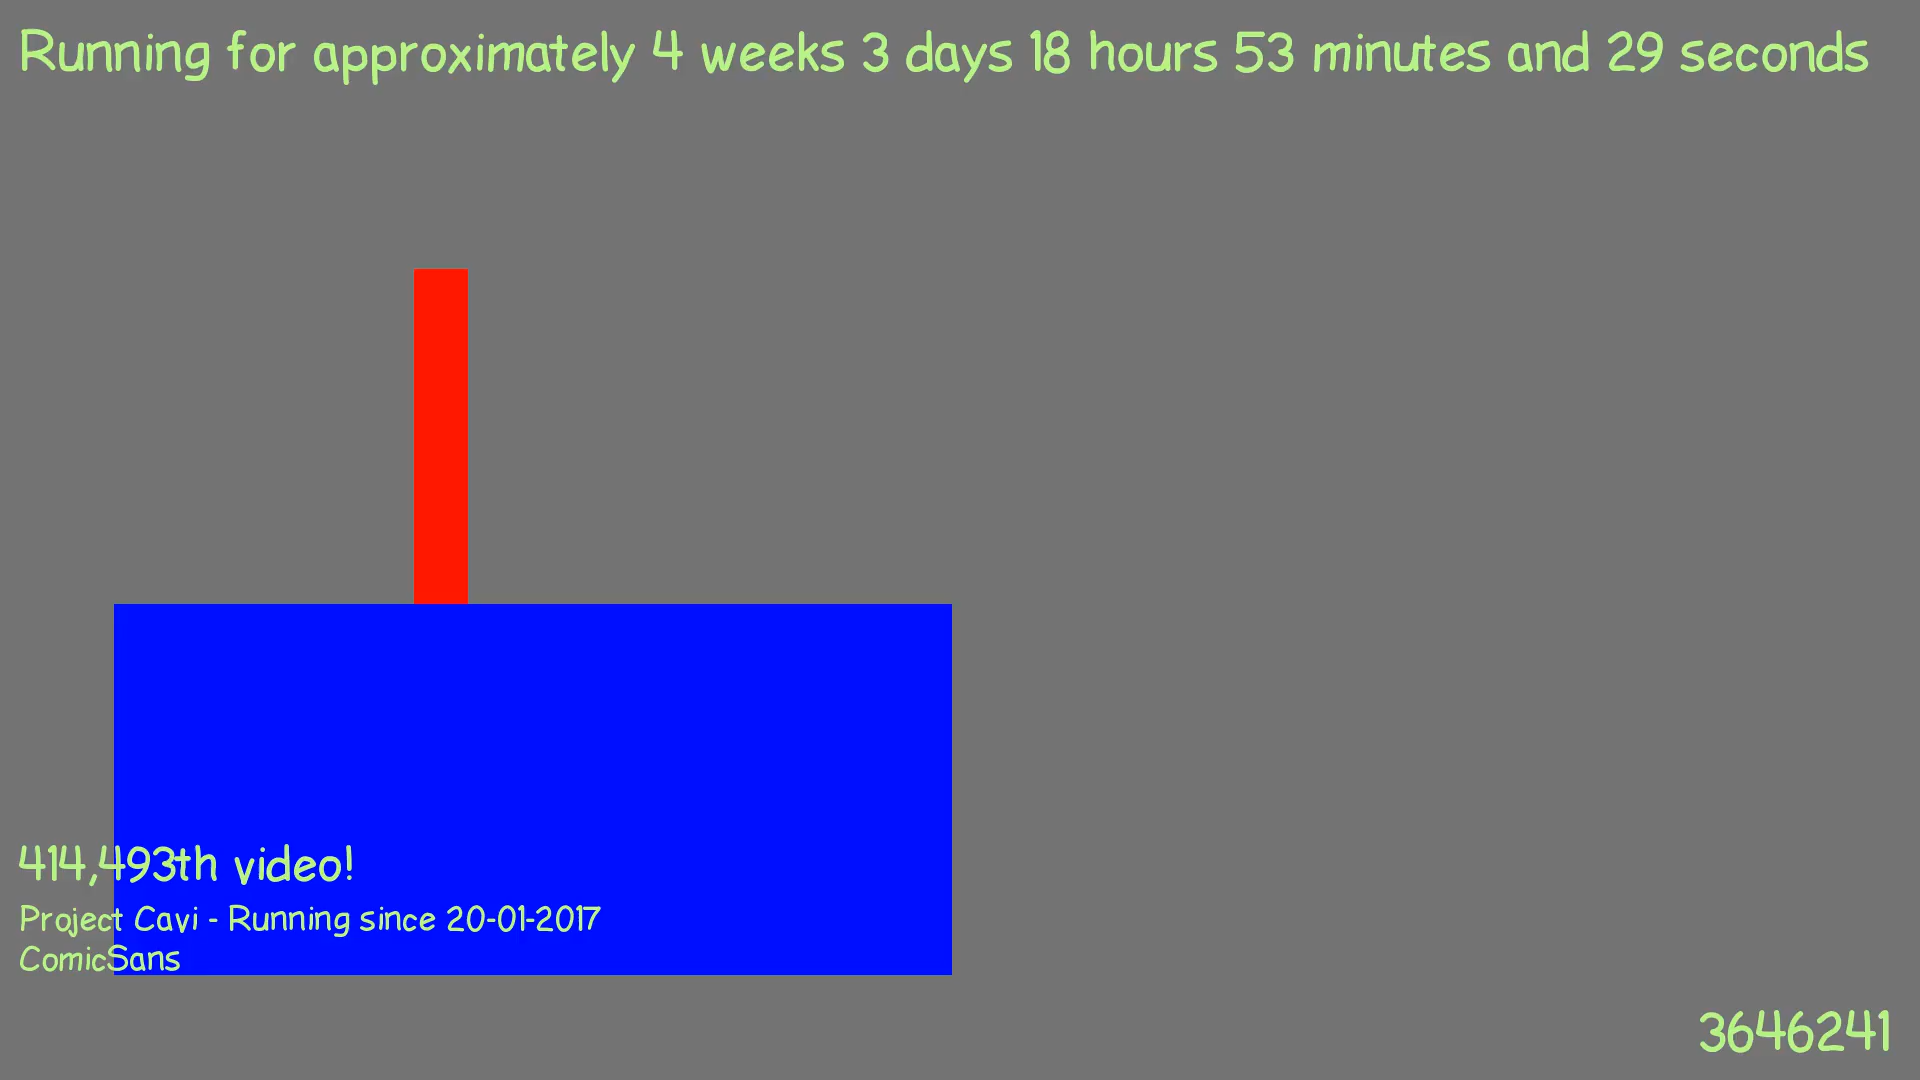 Running for approximately 4 weeks 3 days 18 hours 53 minutes and 29 seconds
414,493th video!
Project Cavi - Running since 20-01-2017
ComicSans
3646241